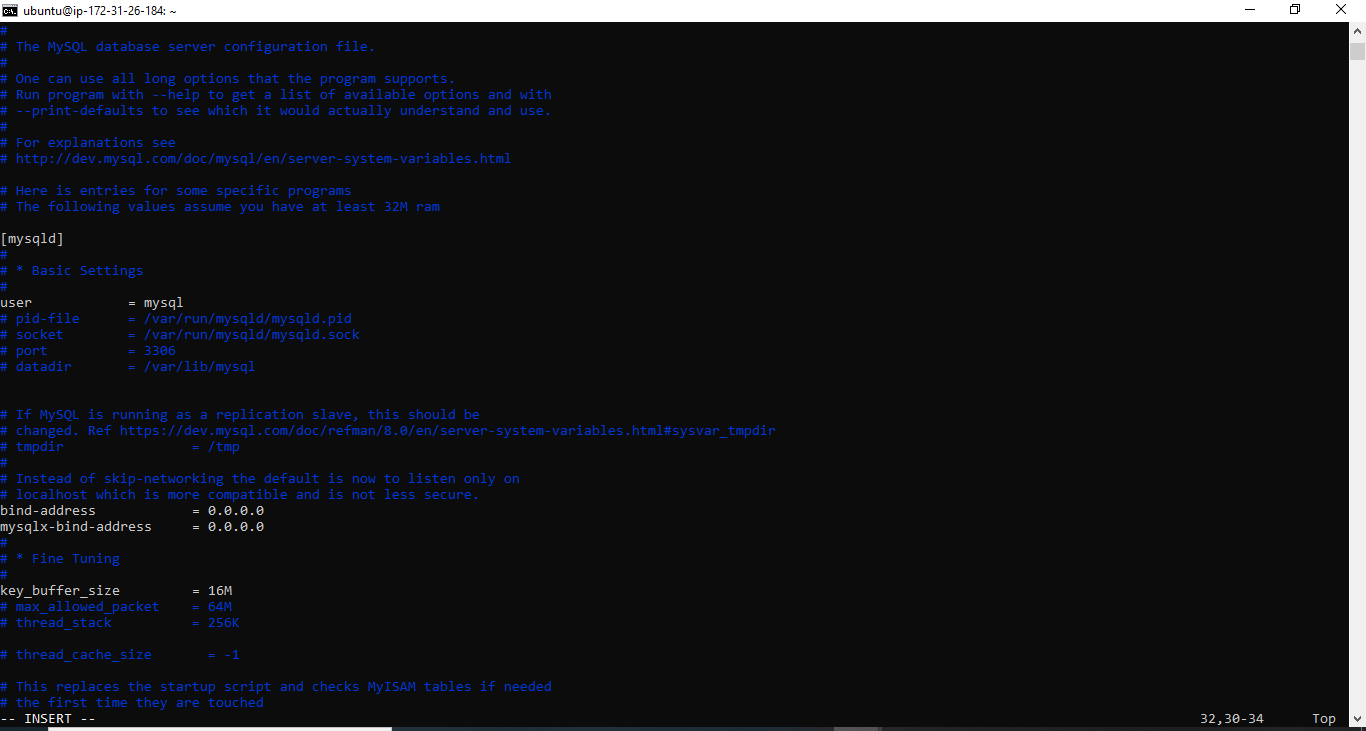 ubuntu@ip-172-31-26-184: ~
#
# The MySQL database server configuration file.
#
# One can use all long options that the program supports.
# Run program with --help to get a list of available options and with
# --print-defaults to see which it would actually understand and use.
#
# For explanations see
# http://dev.mysql.com/doc/mysql/en/server-system-variables.html

# Here is entries for some specific programs
# The following values assume you have at least 32M ram

[mysqld]
#
# * Basic Settings
#
user            = mysql
# pid-file      = /var/run/mysqld/mysqld.pid
# socket        = /var/run/mysqld/mysqld.sock
# port          = 3306
# datadir       = /var/lib/mysql


# If MySQL is running as a replication slave, this should be
# changed. Ref https://dev.mysql.com/doc/refman/8.0/en/server-system-variables.html#sysvar_tmpdir
# tmpdir                = /tmp
#
# Instead of skip-networking the default is now to listen only on
# localhost which is more compatible and is not less secure.
bind-address            = 0.0.0.0
mysqlx-bind-address     = 0.0.0.0
#
# * Fine Tuning
#
key_buffer_size         = 16M
# max_allowed_packet    = 64M
# thread_stack          = 256K

# thread_cache_size       = -1

# This replaces the startup script and checks MyISAM tables if needed
# the first time they are touched
-- INSERT --                                                                                                                                          32,30-34       Top